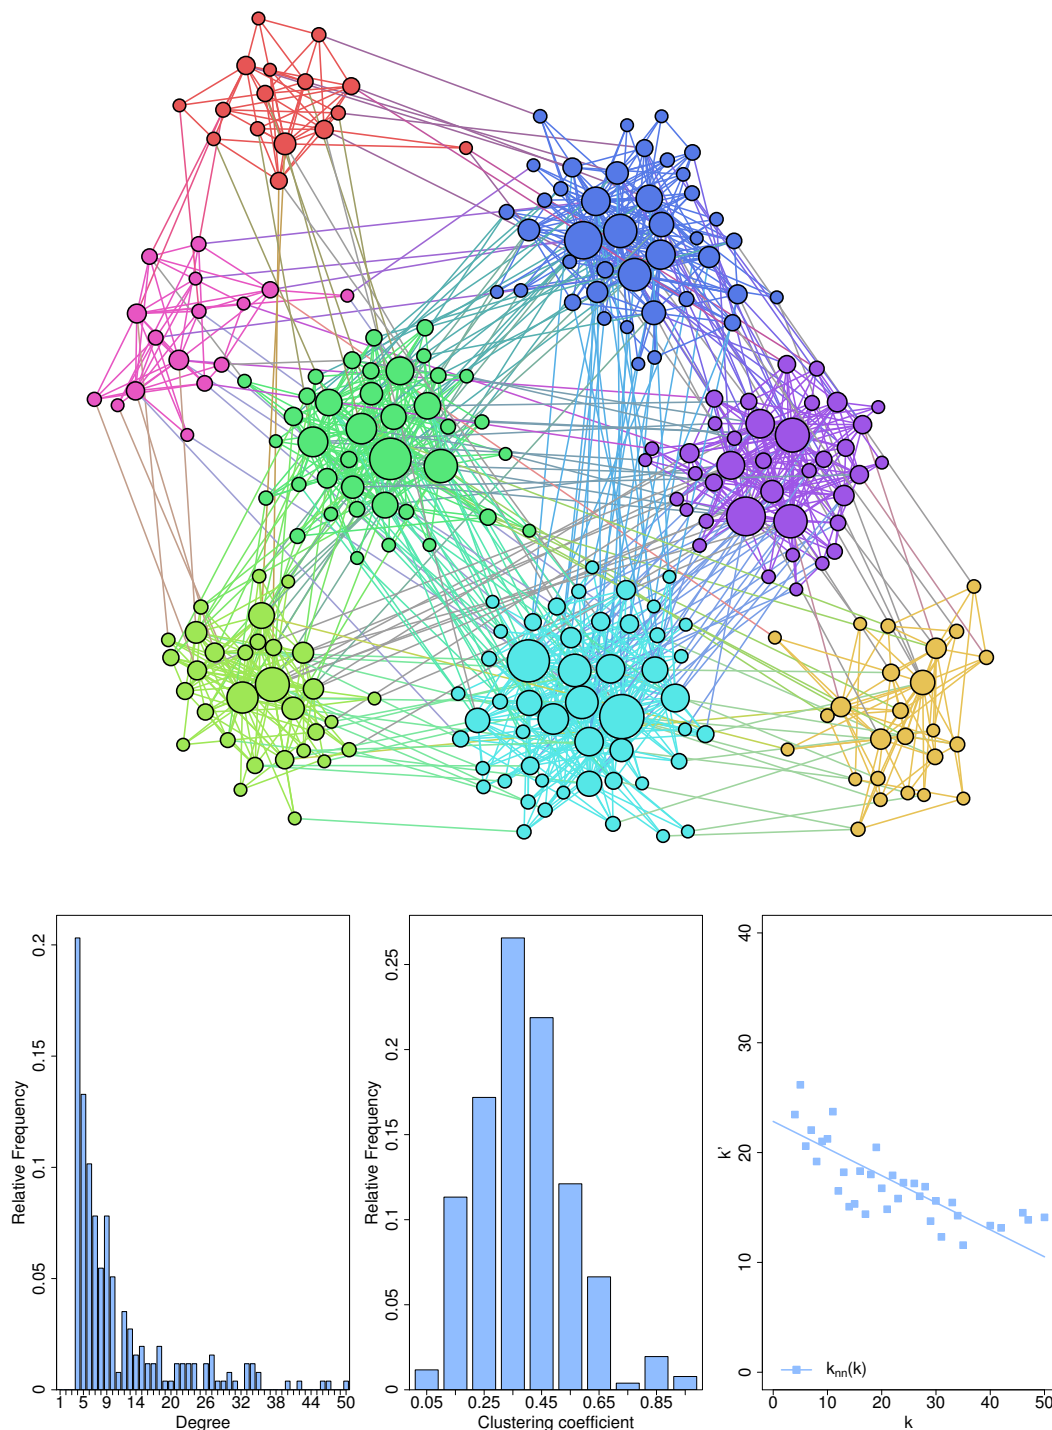 0 0.05 0.1 0.15 0.2
Relative Frequency
1 5 9 14 20 26 32 38 44 50
Degree
0 0.05 0.1 0.15 0.2 0.25
Relative Frequency
0.05 0.25 0.45 0.65 0.85
Clustering coefficient
0 10 20 30 40
k'
knn(k)
0 10 20 30 40 50
k